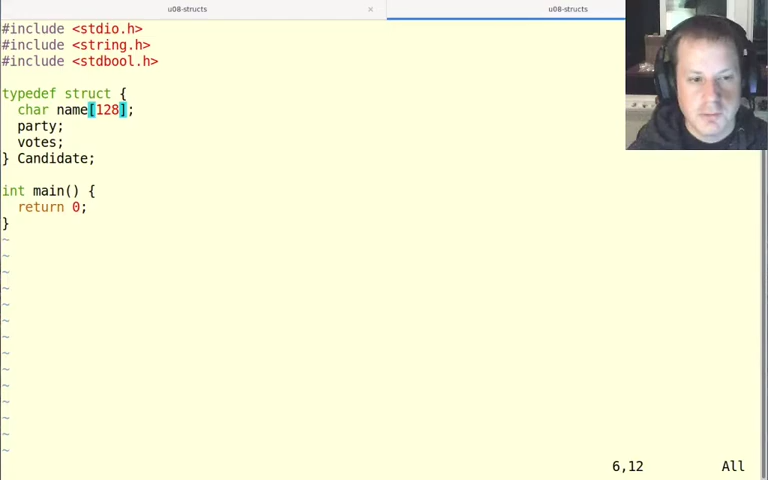 u08-structs × u08-structs
#include <stdio.h>
#include <string.h>
#include <stdbool.h>
typedef struct {
  char name[128];
  party;
  votes;
} Candidate;
int main() {
  return 0;
}
~
~
~
~
~
~
~
~
~
~
~
~
~
~
6,12 All